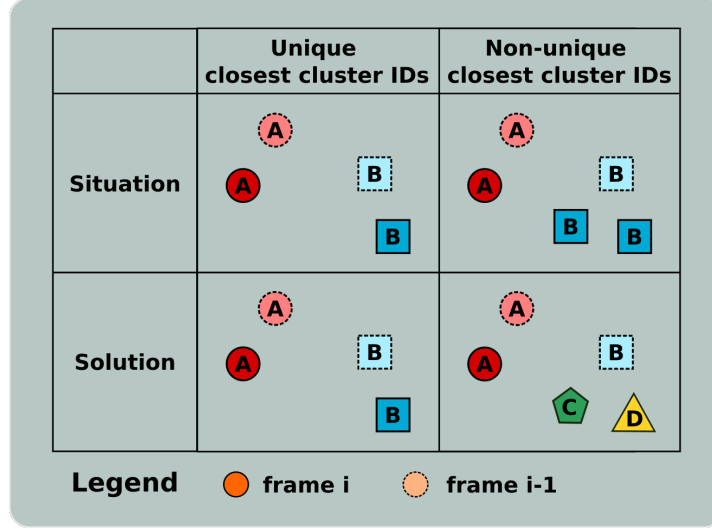 Unique
closest cluster IDs
Non-unique
closest cluster IDs
Situation
A
A
B
B
A
A
B
B
B
Solution
A
A
B
B
A
A
B
C
D
Legend
frame i
frame i-1